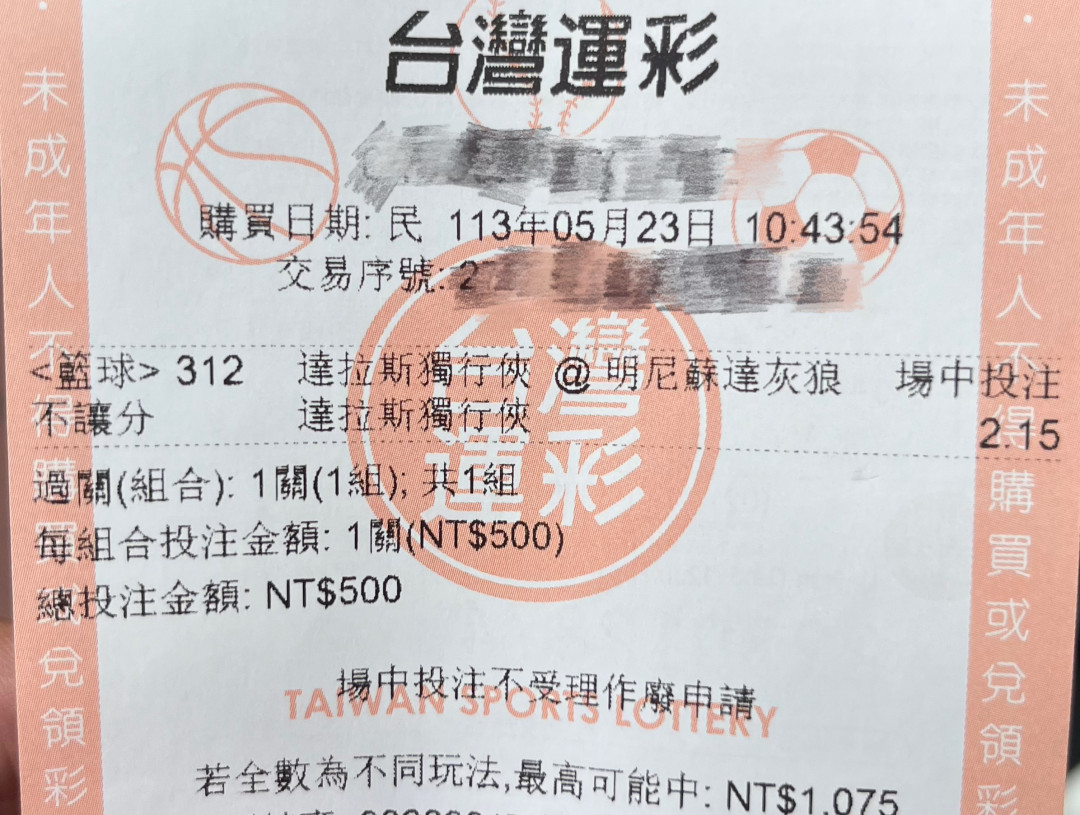 台灣運彩
購買日期: 民 113年05月23日 10:43:54
交易序號: 2
<籃球> 312 達拉斯獨行俠 @ 明尼蘇達灰狼 場中投注
不讓分 達拉斯獨行俠 2.15
過關(組合): 1關(1組); 共1組
每組合投注金額: 1關(NT$500)
總投注金額: NT$500
場中投注不受理作廢申請
TAIWAN SPORTS LOTTERY
若全數為不同玩法,最高可能中: NT$1,075
台灣運彩
未成年人不得購買或兌領彩
未成年人不得購買或兌領彩